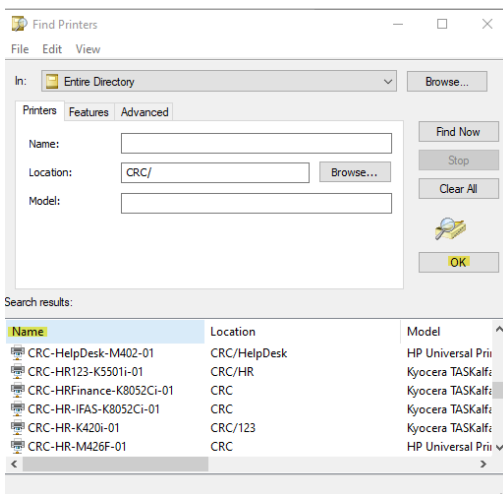 Find Printers
File Edit View
In: Entire Directory Browse...
Printers Features Advanced
Find Now
Name:
Stop
Location: CRC/ Browse...
Clear All
Model:
OK
Search results:
Name Location Model
CRC-HelpDesk-M402-01 CRC/HelpDesk HP Universal Prin
CRC-HR123-K5501i-01 CRC/HR Kyocera TASKalfa
CRC-HRFinance-K8052Ci-01 CRC Kyocera TASKalfa
CRC-HR-IFAS-K8052Ci-01 CRC Kyocera TASKalfa
CRC-HR-K420i-01 CRC/123 Kyocera TASKalfa
CRC-HR-M426F-01 CRC HP Universal Prin